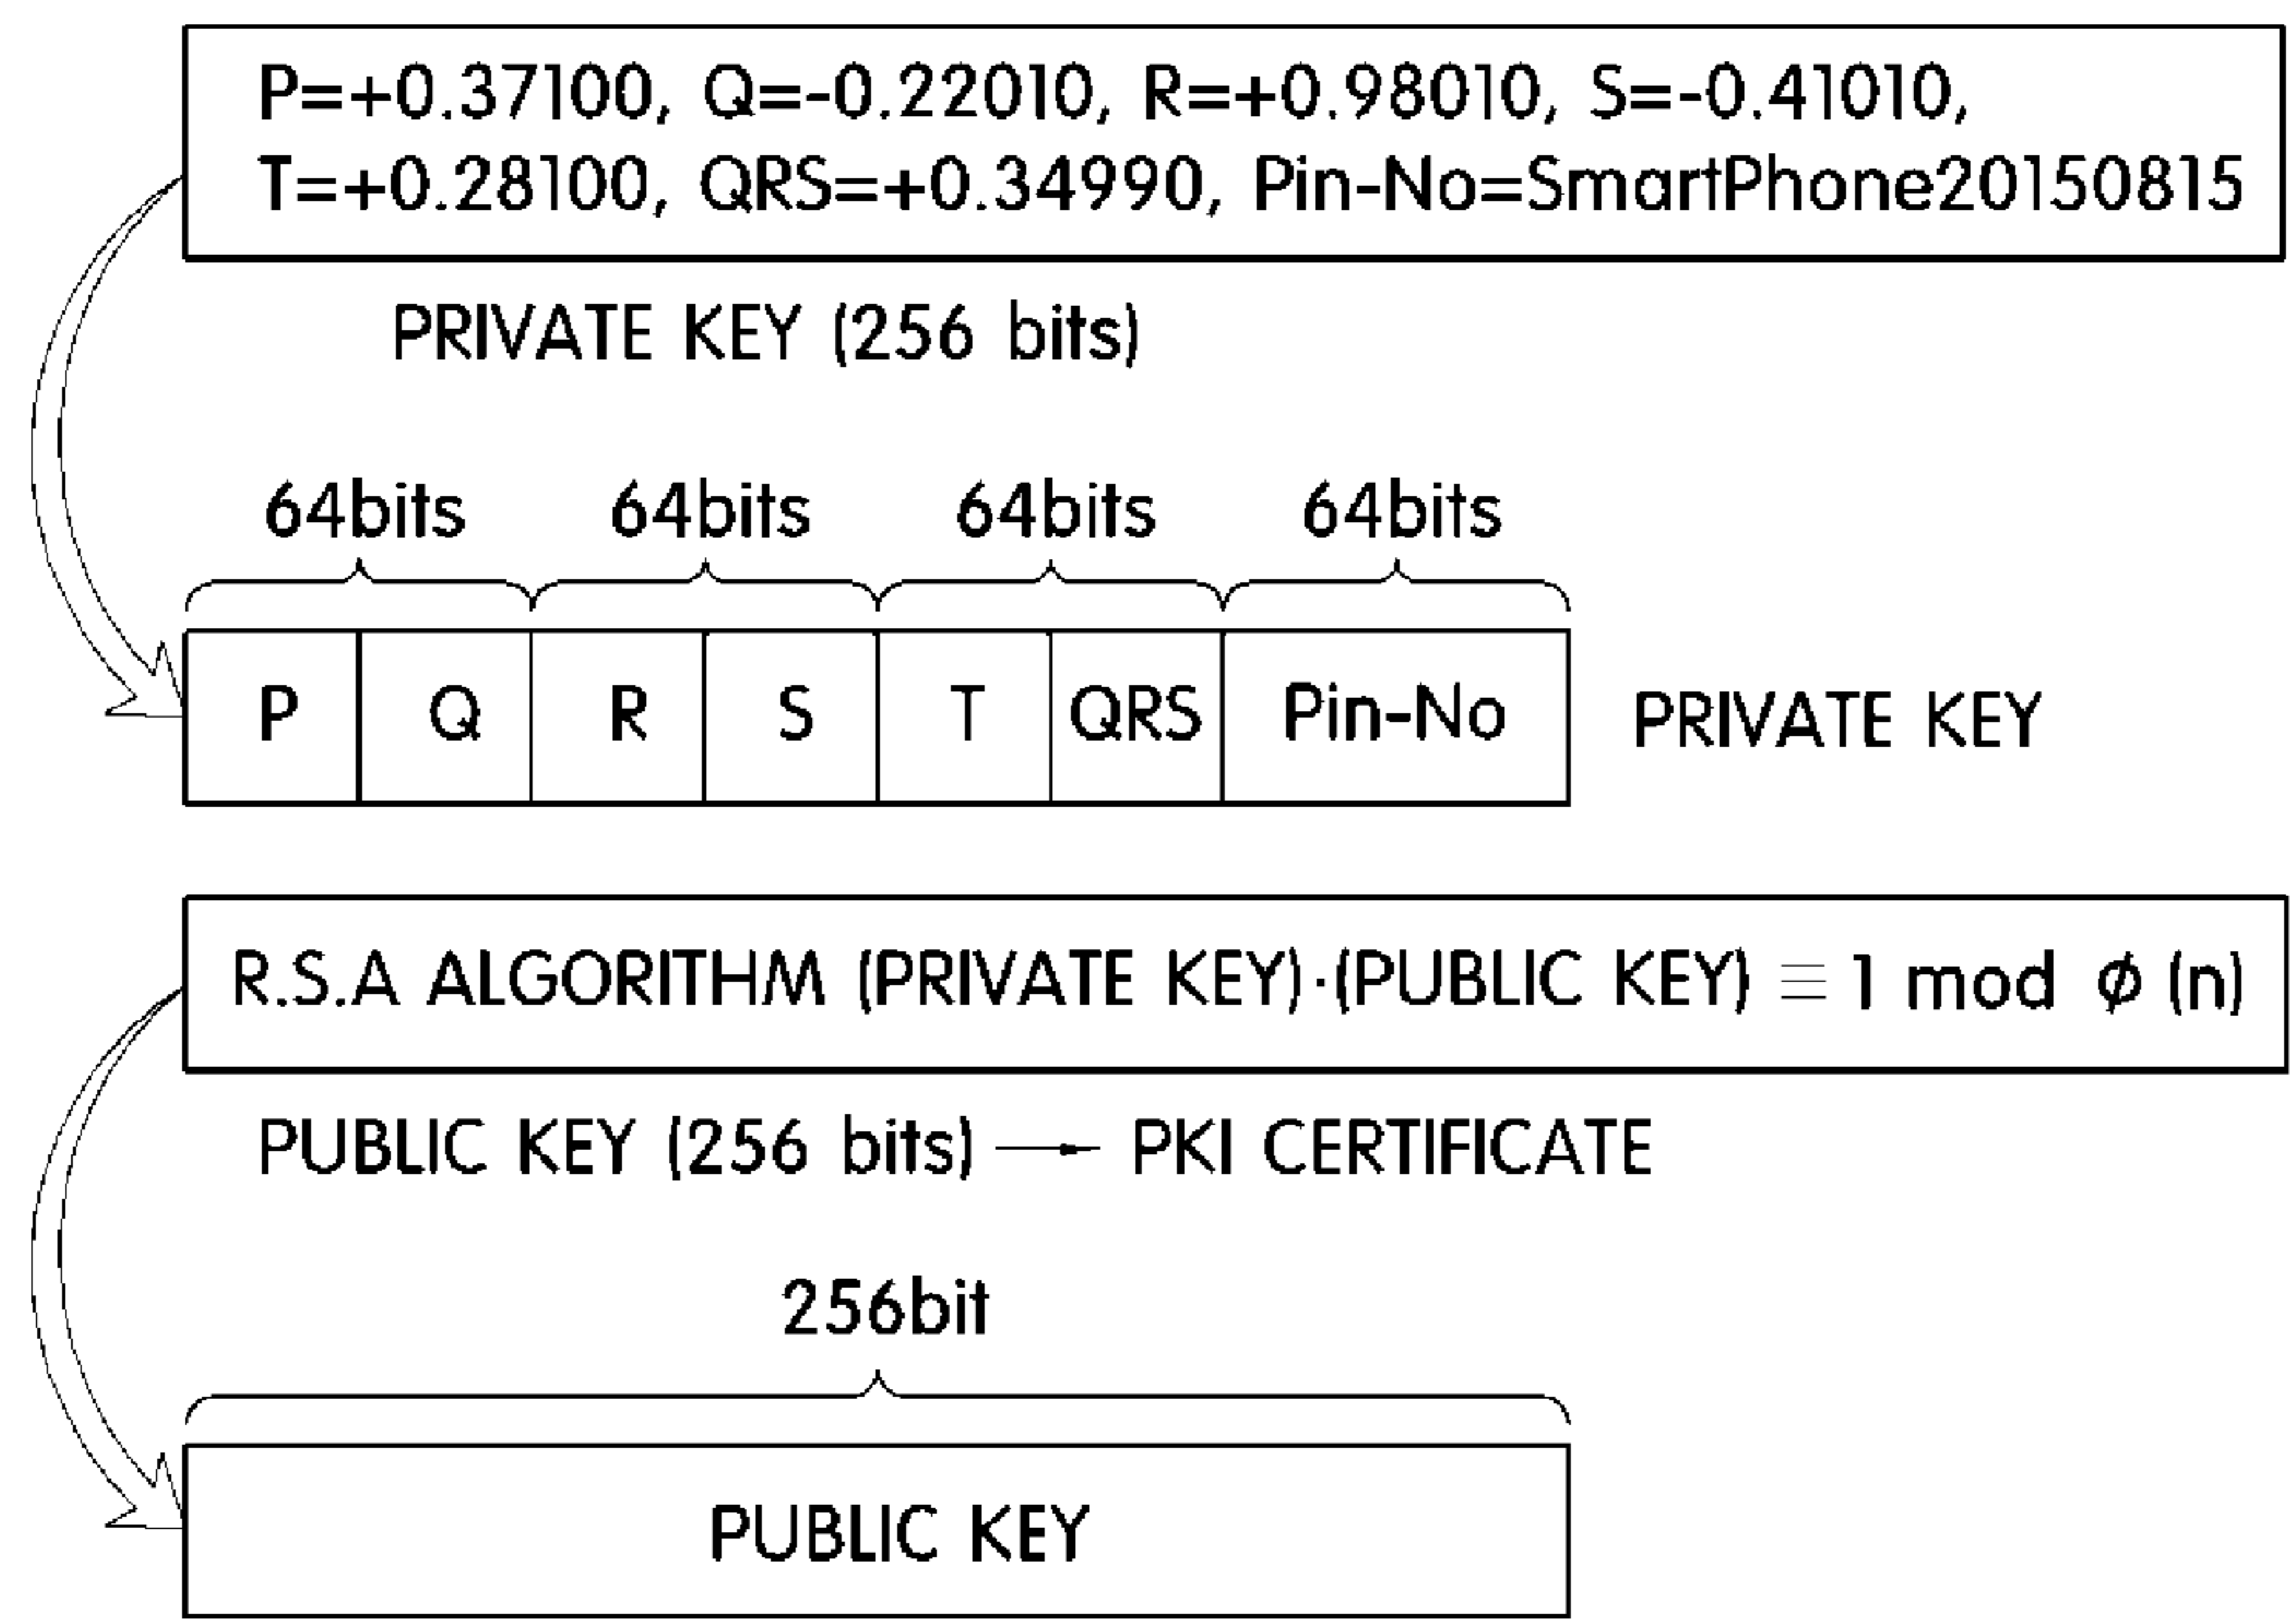 P=+0.37100, Q=-0.22010, R=+0.98010, S=-0.41010,
T=+0.28100, QRS=+0.34990, Pin-No=SmartPhone20150815
PRIVATE KEY (256 bits)
64bits 64bits 64bits 64bits
P Q R S T QRS Pin-No PRIVATE KEY
R.S.A ALGORITHM (PRIVATE KEY)·(PUBLIC KEY) ≡ 1 mod ϕ (n)
PUBLIC KEY (256 bits) → PKI CERTIFICATE
256bit
PUBLIC KEY